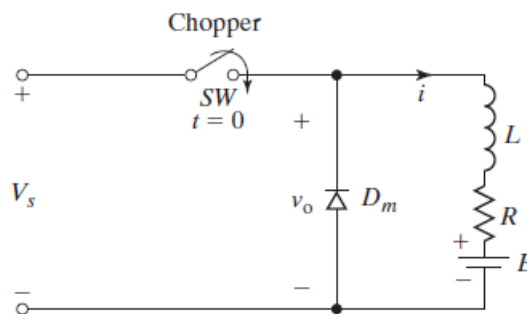 Chopper
SW
t = 0
+
i
+
L
V_s
v_o
D_m
R
+
E
−
−
−